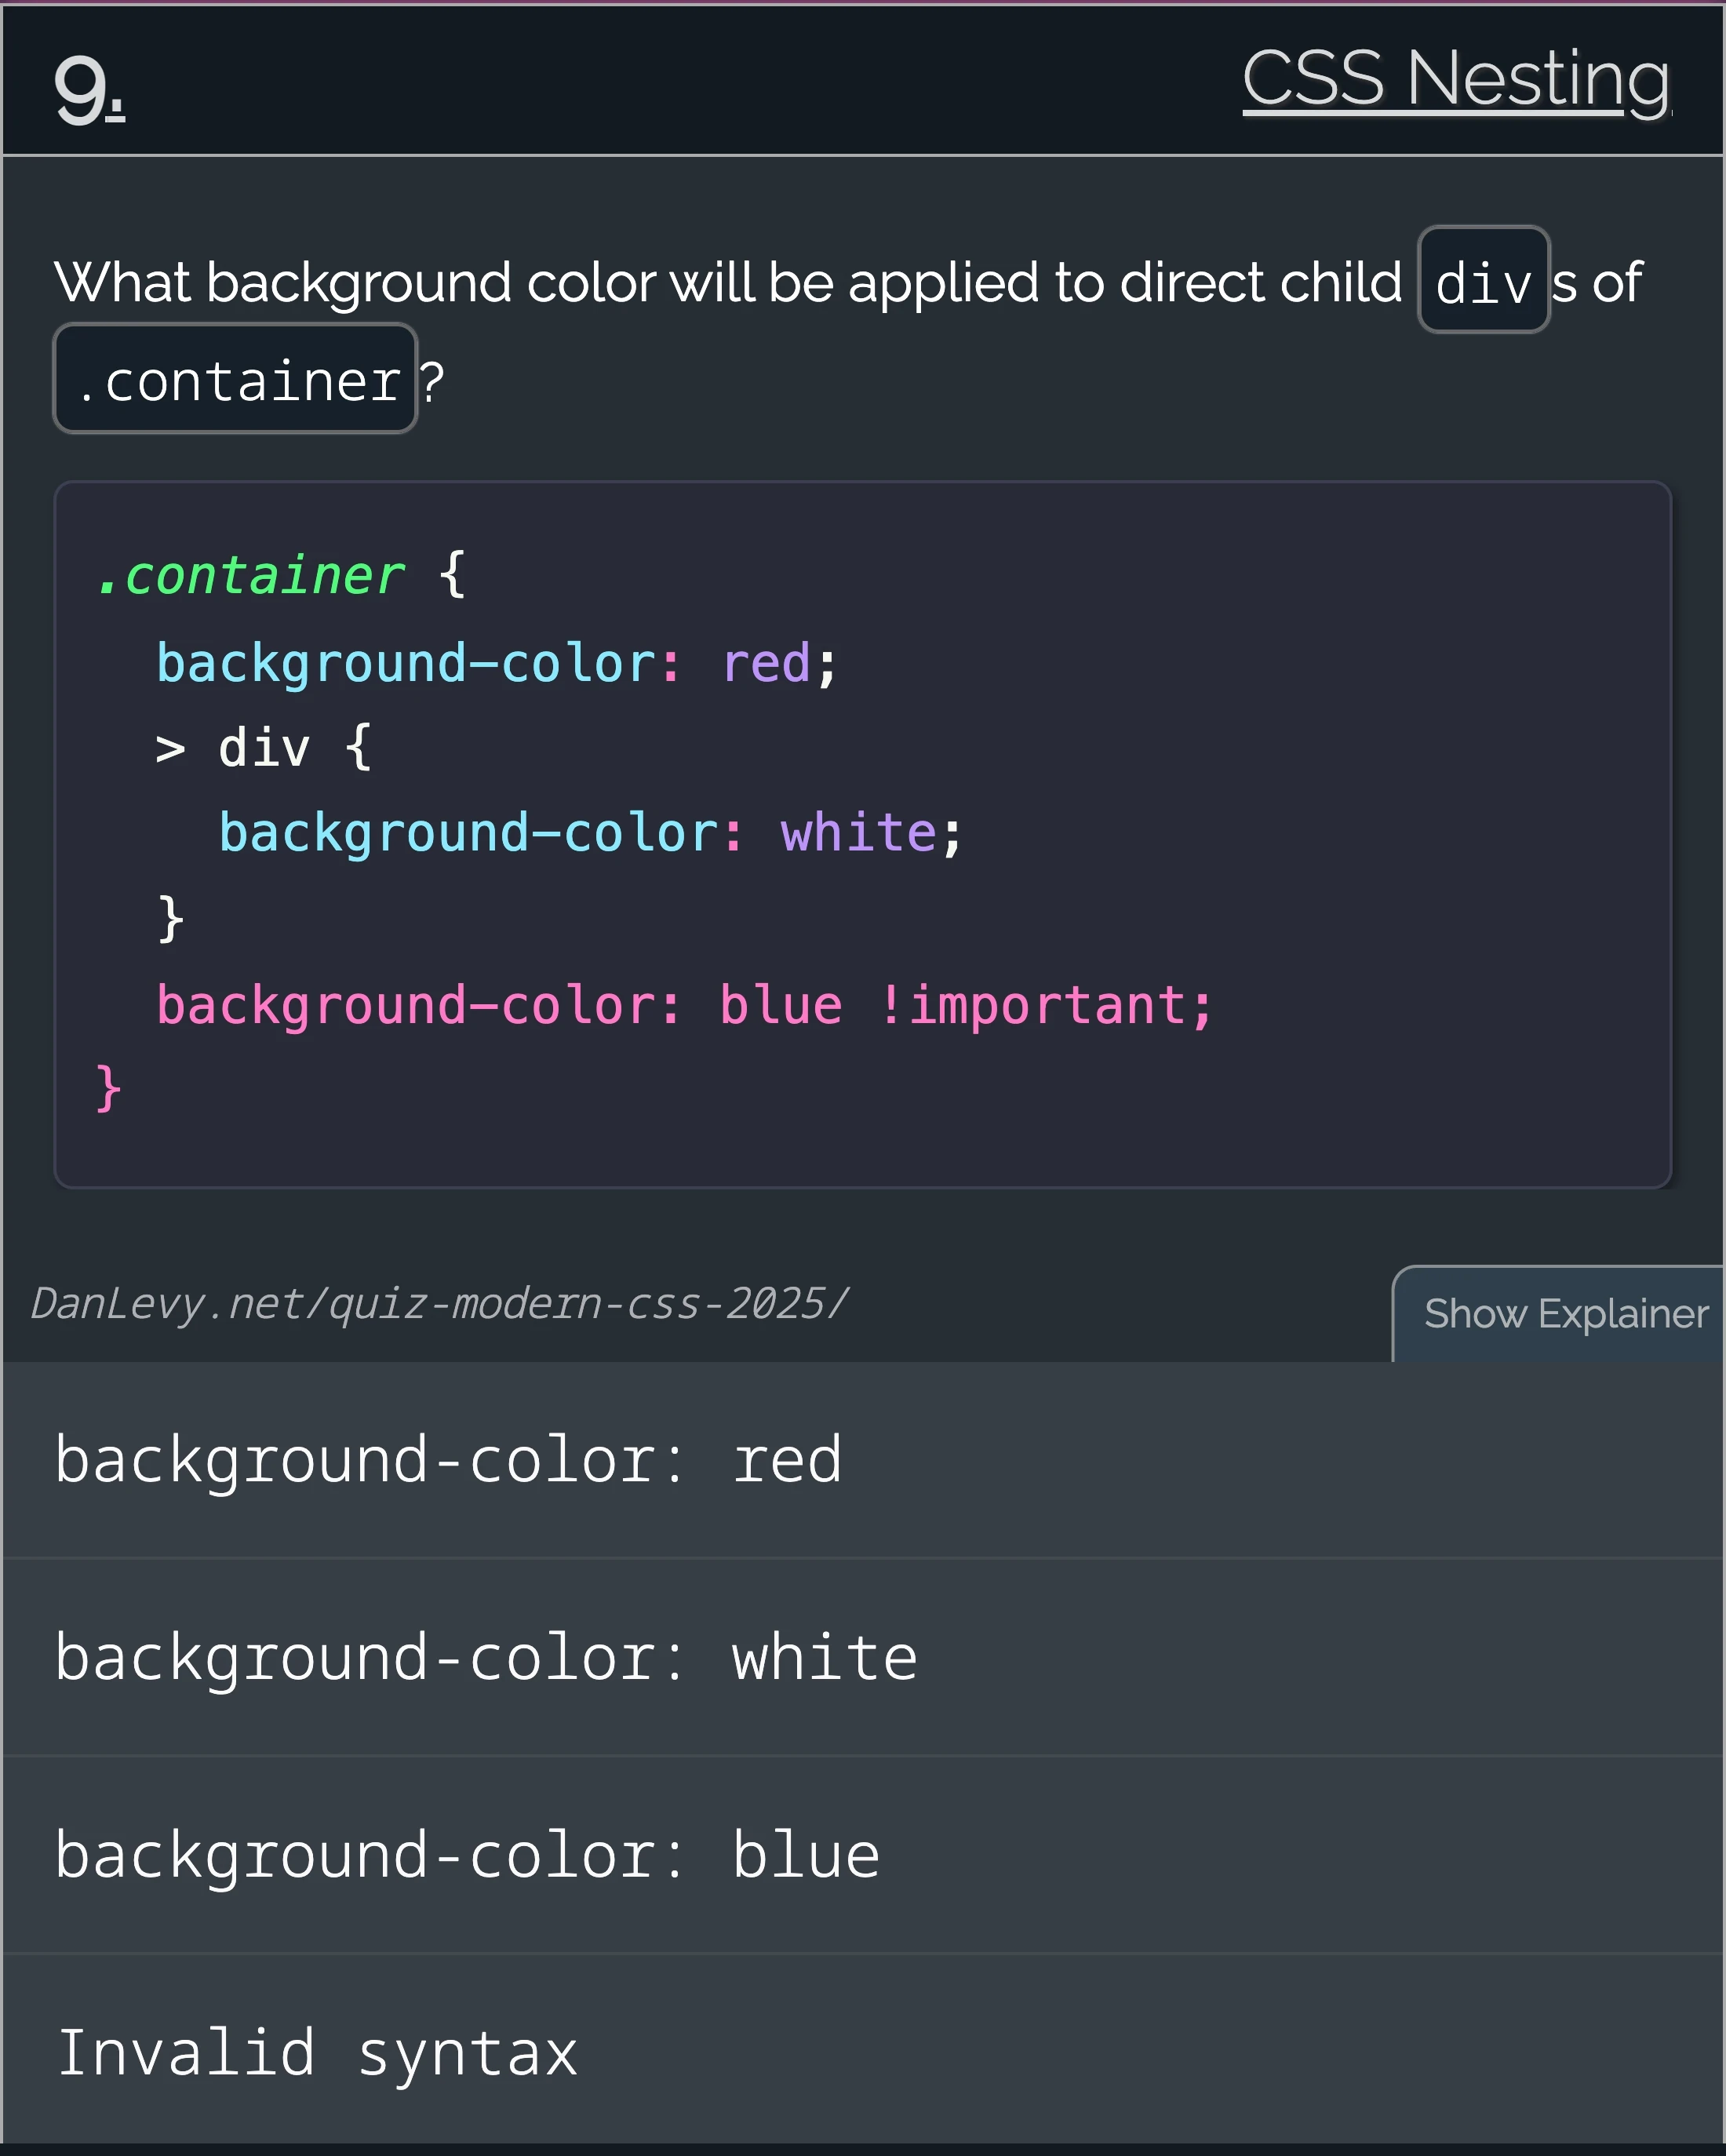 9.
CSS Nesting
What background color will be applied to direct child divs of
.container?
.container {
  background-color: red;
  > div {
    background-color: white;
  }
  background-color: blue !important;
}
DanLevy.net/quiz-modern-css-2025/
Show Explainer
background-color: red
background-color: white
background-color: blue
Invalid syntax